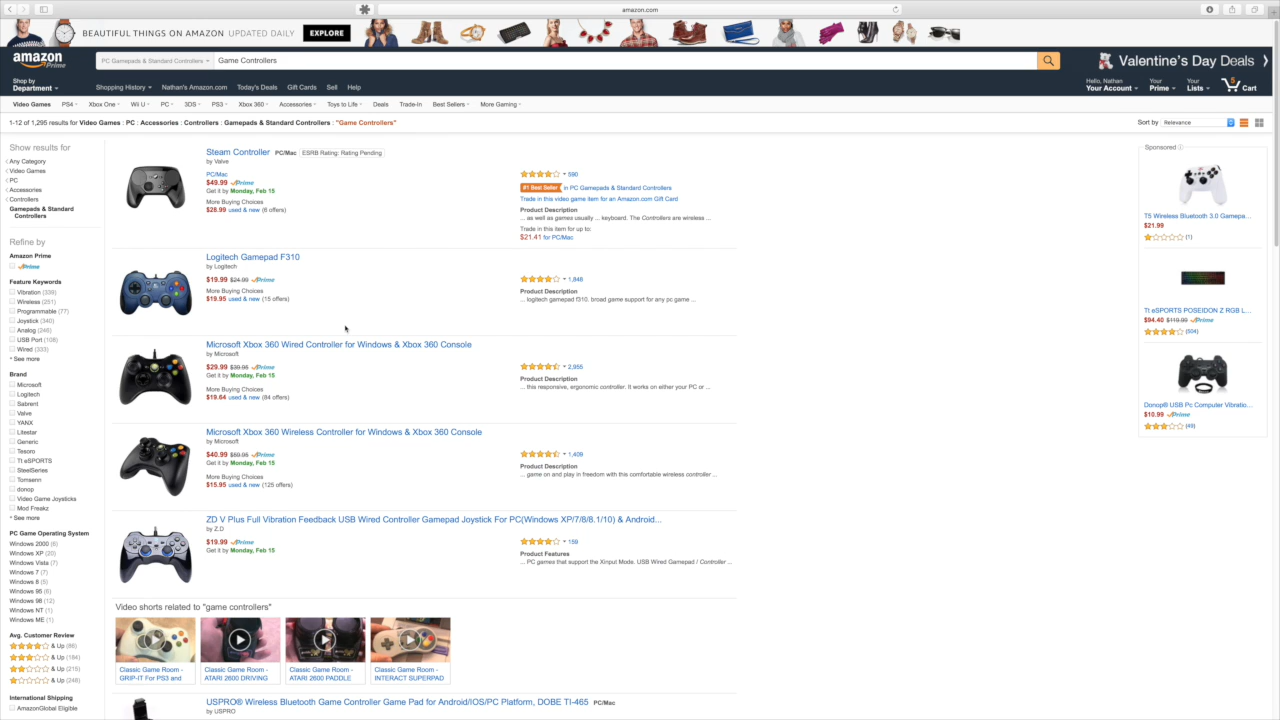 amazon.com
BEAUTIFUL THINGS ON AMAZON UPDATED DAILY EXPLORE
amazon Prime
PC Gamepads & Standard Controllers
Game Controllers
Valentine's Day Deals
Shop by Department
Shopping History
Nathan's Amazon.com
Today's Deals
Gift Cards
Sell
Help
Hello, Nathan
Your Account
Your Prime
Your Lists
5 Cart
Video Games PS4 Xbox One Wii U PC 3DS PS3 Xbox 360 Accessories Toys to Life Deals Trade-In Best Sellers More Gaming
1-12 of 1,295 results for Video Games : PC : Accessories : Controllers : Gamepads & Standard Controllers : "Game Controllers"
Sort by Relevance
Show results for
Any Category
Video Games
PC
Accessories
Controllers
Gamepads & Standard
Controllers
Refine by
Amazon Prime
Prime
Feature Keywords
Vibration (339)
Wireless (251)
Programmable (77)
Joystick (340)
Analog (246)
USB Port (106)
Wired (333)
See more
Brand
Microsoft
Logitech
Sabrent
Valve
YANX
Litestar
Generic
Tesoro
Tt eSPORTS
SteelSeries
Tomsenn
donop
Video Game Joysticks
Mod Freakz
See more
PC Game Operating System
Windows 2000 (6)
Windows XP (20)
Windows Vista (7)
Windows 7 (7)
Windows 8 (5)
Windows 95 (6)
Windows 98 (12)
Windows NT (1)
Windows ME (1)
Avg. Customer Review
& Up (86)
& Up (184)
& Up (215)
& Up (248)
International Shipping
AmazonGlobal Eligible
Steam Controller PC/Mac ESRB Rating: Rating Pending
by Valve
PC/Mac
$49.99 Prime
Get it by Monday, Feb 15
More Buying Choices
$28.99 used & new (6 offers)
590
#1 Best Seller in PC Gamepads & Standard Controllers
Trade in this video game item for an Amazon.com Gift Card
Product Description
... as well as games usually ... keyboard. The Controllers are wireless ...
Trade in this item for up to:
$21.41 for PC/Mac
Logitech Gamepad F310
by Logitech
$19.99 $24.99 Prime
More Buying Choices
$19.95 used & new (15 offers)
1,848
Product Description
... logitech gamepad f310. broad game support for any pc game ...
Microsoft Xbox 360 Wired Controller for Windows & Xbox 360 Console
by Microsoft
$29.99 $39.95 Prime
Get it by Monday, Feb 15
More Buying Choices
$19.64 used & new (84 offers)
2,955
Product Description
... this responsive, ergonomic controller. It works on either your PC or ...
Microsoft Xbox 360 Wireless Controller for Windows & Xbox 360 Console
by Microsoft
$40.99 $59.95 Prime
Get it by Monday, Feb 15
More Buying Choices
$15.95 used & new (125 offers)
1,409
Product Description
... game on and play in freedom with this comfortable wireless controller ...
ZD V Plus Full Vibration Feedback USB Wired Controller Gamepad Joystick For PC(Windows XP/7/8/8.1/10) & Android...
by Z.D
$19.99 Prime
Get it by Monday, Feb 15
159
Product Features
... PC games that support the Xinput Mode. USB Wired Gamepad / Controller ...
Video shorts related to "game controllers"
Classic Game Room -
GRIP-IT For PS3 and
Classic Game Room -
ATARI 2600 DRIVING
Classic Game Room -
ATARI 2600 PADDLE
Classic Game Room -
INTERACT SUPERPAD
USPRO® Wireless Bluetooth Game Controller Game Pad for Android/IOS/PC Platform, DOBE TI-465 PC/Mac
by USPRO
Sponsored
T5 Wireless Bluetooth 3.0 Gamepa...
$21.99
(1)
Tt eSPORTS POSEIDON Z RGB L...
$94.40 $119.99 Prime
(504)
Donop® USB Pc Computer Vibratio...
$10.99 Prime
(49)